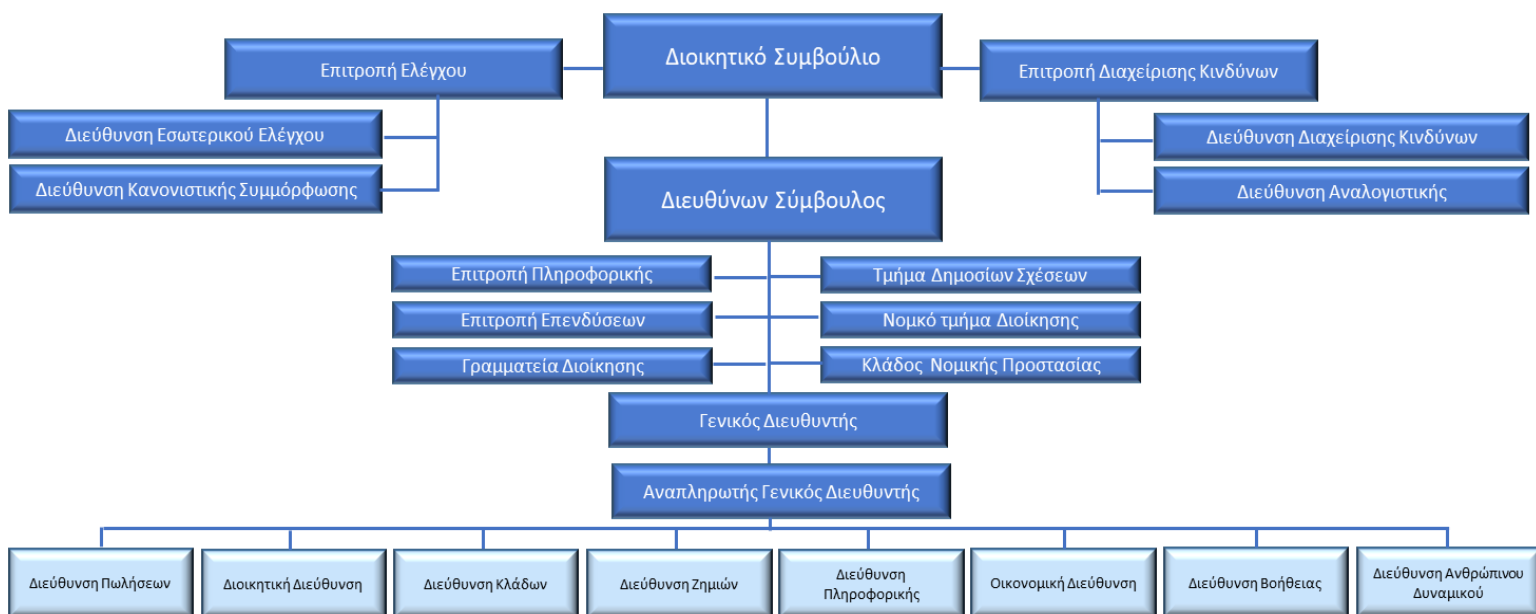 Διοικητικό Συμβούλιο
Επιτροπή Ελέγχου
Επιτροπή Διαχείρισης Κινδύνων
Διεύθυνση Εσωτερικού Ελέγχου
Διεύθυνση Κανονιστικής Συμμόρφωσης
Διεύθυνση Διαχείρισης Κινδύνων
Διεύθυνση Αναλογιστικής
Διευθύνων Σύμβουλος
Επιτροπή Πληροφορικής
Τμήμα Δημοσίων Σχέσεων
Επιτροπή Επενδύσεων
Νομκό τμήμα Διοίκησης
Γραμματεία Διοίκησης
Κλάδος Νομικής Προστασίας
Γενικός Διευθυντής
Αναπληρωτής Γενικός Διευθυντής
Διεύθυνση Πωλήσεων
Διοικητική Διεύθυνση
Διεύθυνση Κλάδων
Διεύθυνση Ζημιών
Διεύθυνση
Πληροφορικής
Οικονομική Διεύθυνση
Διεύθυνση Βοήθειας
Διεύθυνση Ανθρώπινου
Δυναμικού